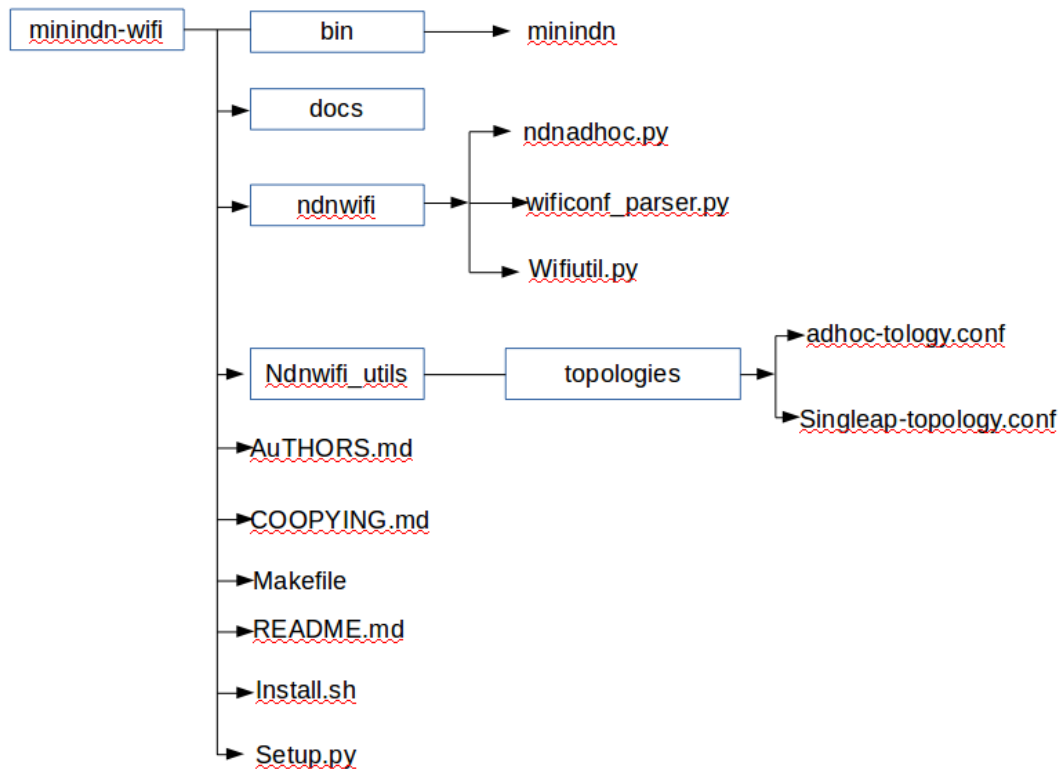 minindn-wifi
bin
minindn
docs
ndnadhoc.py
ndnwifi
wificonf_parser.py
Wifiutil.py
adhoc-tology.conf
Ndnwifi_utils
topologies
Singleap-topology.conf
AuTHORS.md
COOPYING.md
Makefile
README.md
Install.sh
Setup.py